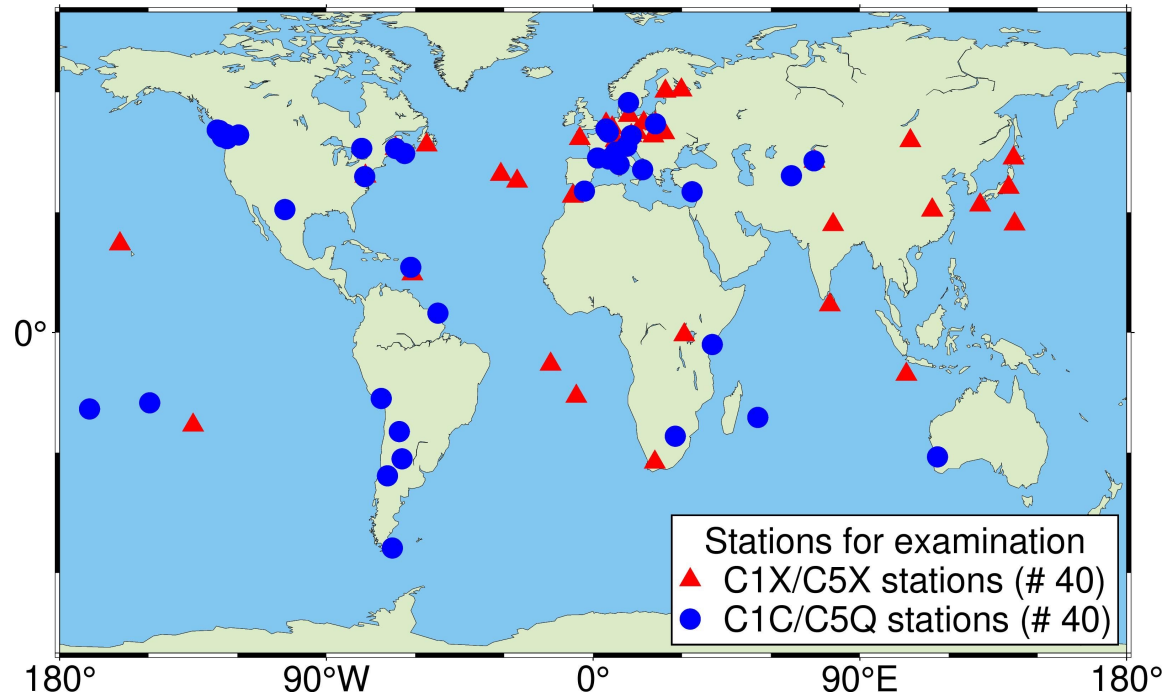 0°
Stations for examination
C1X/C5X stations (# 40)
C1C/C5Q stations (# 40)
180° 90°W 0° 90°E 180°